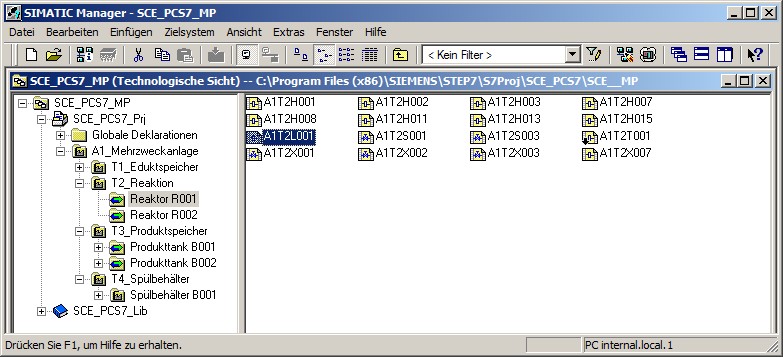 SIMATIC Manager - SCE_PCS7_MP
Datei Bearbeiten Einfügen Zielsystem Ansicht Extras Fenster Hilfe
< Kein Filter >
SCE_PCS7_MP (Technologische Sicht) -- C:\Program Files (x86)\SIEMENS\STEP7\S7Proj\SCE_PCS7\SCE__MP
SCE_PCS7_MP
SCE_PCS7_Prj
Globale Deklarationen
A1_Mehrzweckanlage
T1_Eduktspeicher
T2_Reaktion
Reaktor R001
Reaktor R002
T3_Produktspeicher
Produkttank B001
Produkttank B002
T4_Spülbehälter
Spülbehälter B001
SCE_PCS7_Lib
A1T2H001 A1T2H002 A1T2H003 A1T2H007
A1T2H008 A1T2H011 A1T2H013 A1T2H015
A1T2L001 A1T2S001 A1T2S003 A1T2T001
A1T2X001 A1T2X002 A1T2X003 A1T2X007
Drücken Sie F1, um Hilfe zu erhalten.
PC internal.local.1